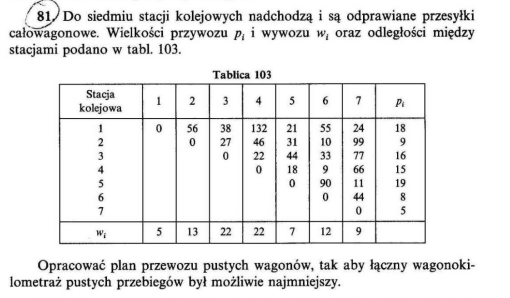 81. Do siedmiu stacji kolejowych nadchodzą i są odprawiane przesyłki
całowagonowe. Wielkości przywozu pᵢ i wywozu wᵢ oraz odległości między
stacjami podano w tabl. 103.
Tablica 103
Stacja kolejowa 1 2 3 4 5 6 7 pᵢ
1 0 56 38 132 21 55 24 18
2 0 27 46 31 10 99 9
3 0 22 44 33 77 16
4 0 18 9 66 15
5 0 90 11 19
6 0 44 8
7 0 5
wᵢ 5 13 22 22 7 12 9
Opracować plan przewozu pustych wagonów, tak aby łączny wagonoki-
lometraż pustych przebiegów był możliwie najmniejszy.